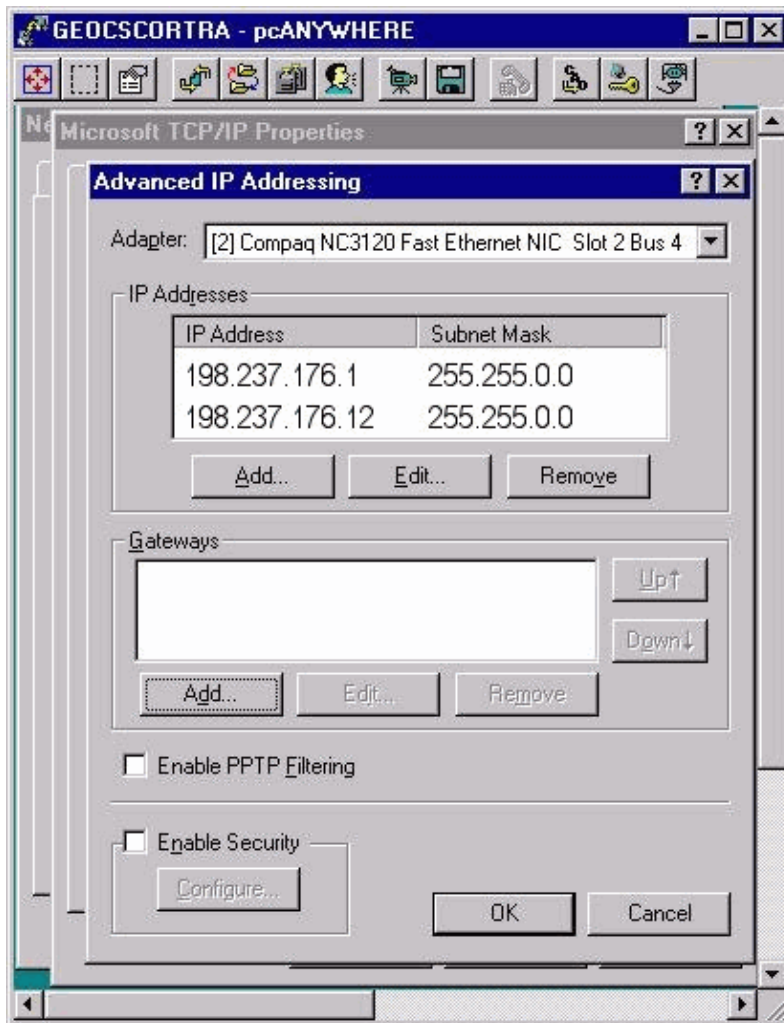 GEOCSCORTRA - pcANYWHERE
Ne
Microsoft TCP/IP Properties
Advanced IP Addressing
Adapter: [2] Compaq NC3120 Fast Ethernet NIC Slot 2 Bus 4
IP Addresses
IP Address Subnet Mask
198.237.176.1 255.255.0.0
198.237.176.12 255.255.0.0
Add... Edit... Remove
Gateways
Up↑
Down↓
Add... Edit... Remove
Enable PPTP Filtering
Enable Security
Configure...
OK Cancel